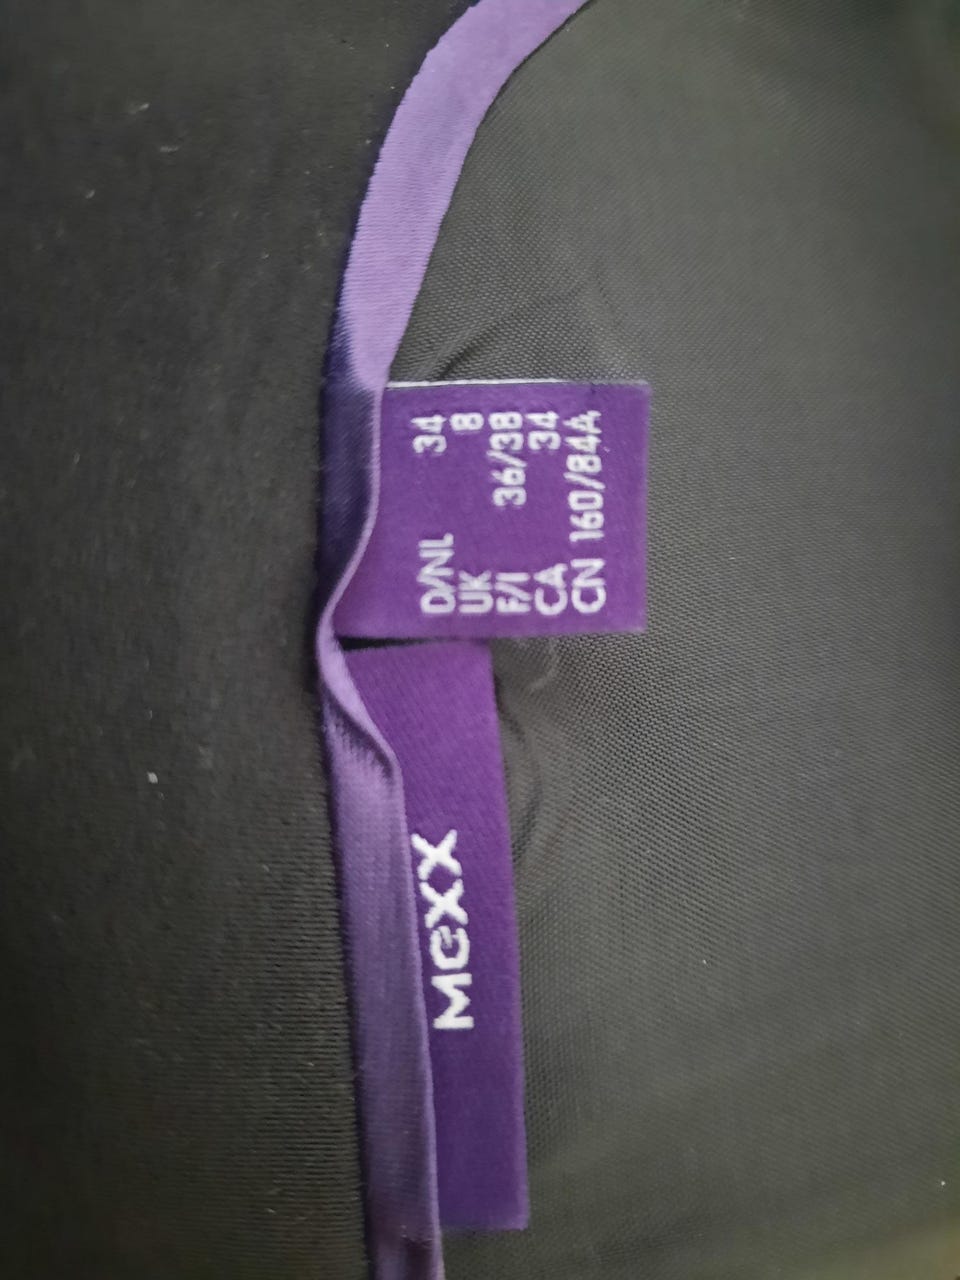 D/NL 34
UK 8
F/I 36/38
CA 34
CN 160/84A
MEXX